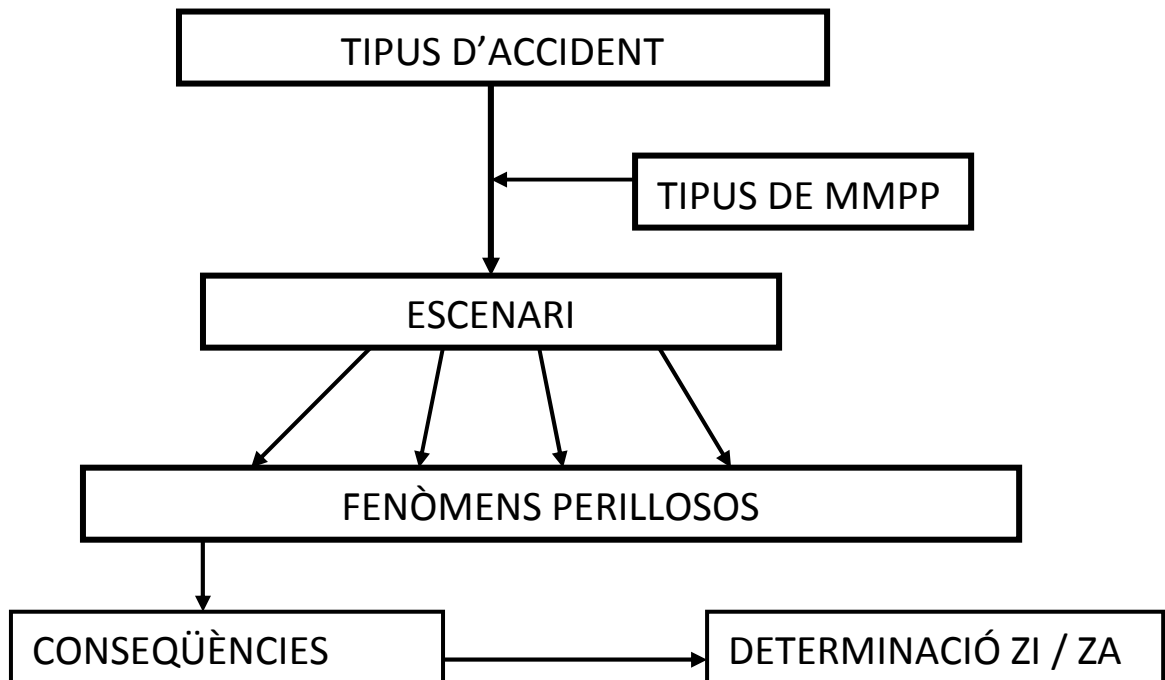 TIPUS D’ACCIDENT
TIPUS DE MMPP
ESCENARI
FENÒMENS PERILLOSOS
CONSEQÜÈNCIES
DETERMINACIÓ ZI / ZA